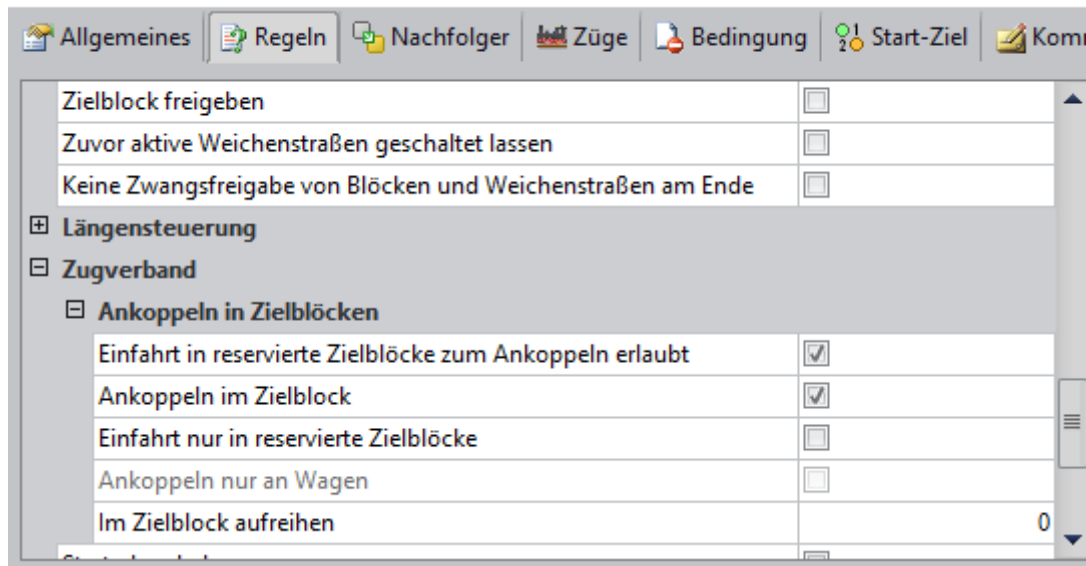 Allgemeines Regeln Nachfolger Züge Bedingung Start-Ziel
Zielblock freigeben
Zuvor aktive Weichenstraßen geschaltet lassen
Keine Zwangsfreigabe von Blöcken und Weichenstraßen am Ende
Längensteuerung
Zugverband
Ankoppeln in Zielblöcken
Einfahrt in reservierte Zielblöcke zum Ankoppeln erlaubt
Ankoppeln im Zielblock
Einfahrt nur in reservierte Zielblöcke
Ankoppeln nur an Wagen
Im Zielblock aufreihen 0